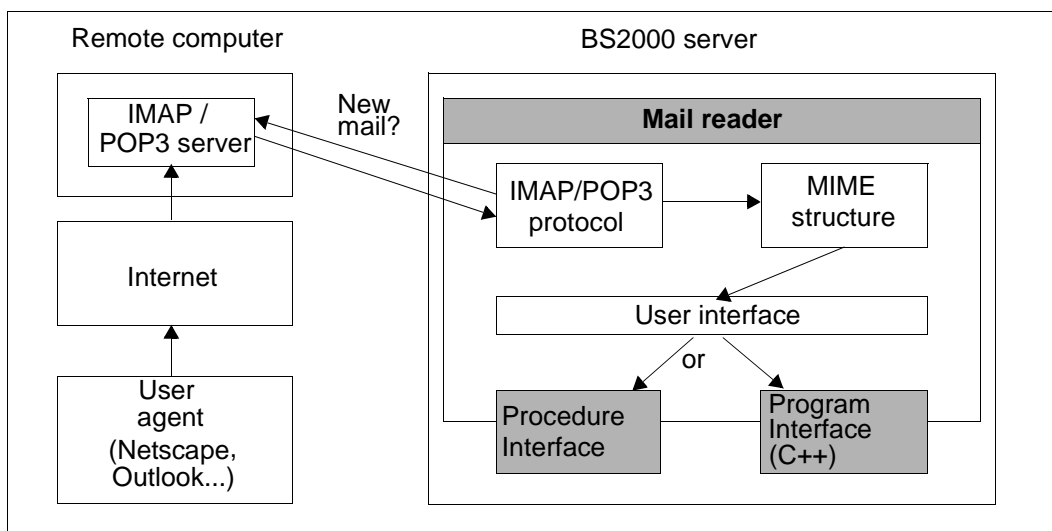 Remote computer
BS2000 server
IMAP /
POP3 server
New
mail?
Mail reader
IMAP/POP3
protocol
MIME
structure
Internet
User interface
or
User
agent
(Netscape,
Outlook...)
Procedure
Interface
Program
Interface
(C++)